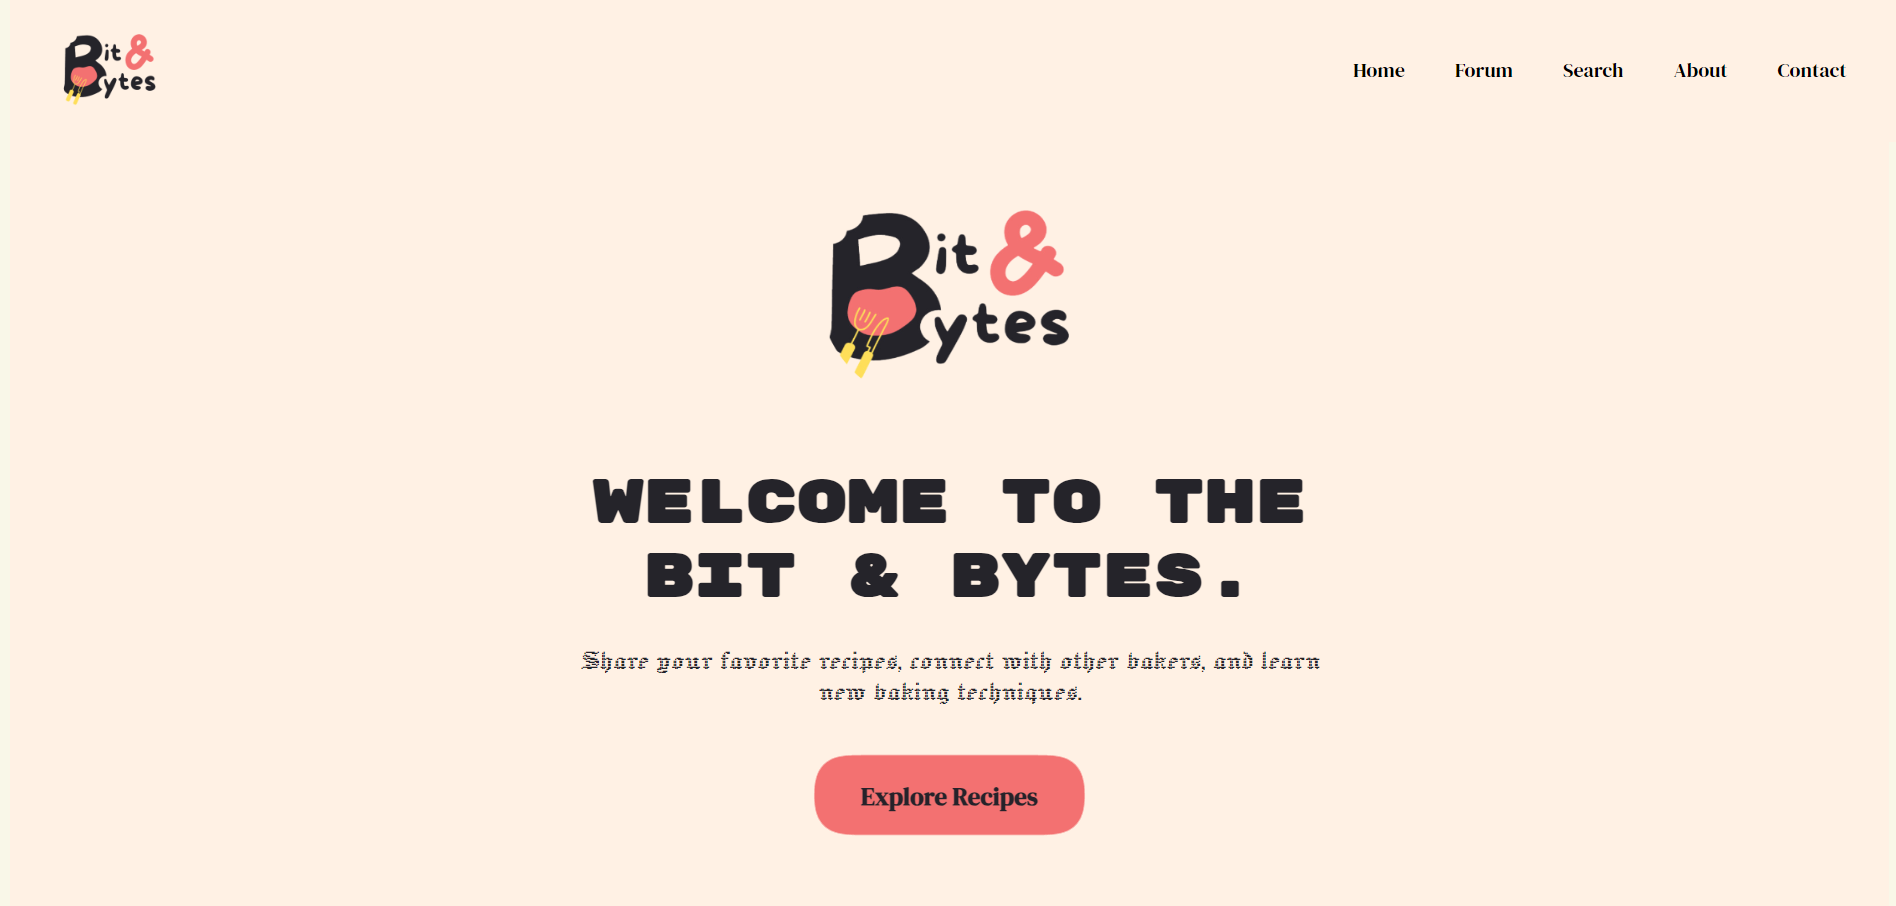 Bit &
Bytes
Home Forum Search About Contact
Bit &
Bytes
WELCOME TO THE
BIT & BYTES.
Share your favorite recipes, connect with other bakers, and learn
new baking techniques.
Explore Recipes